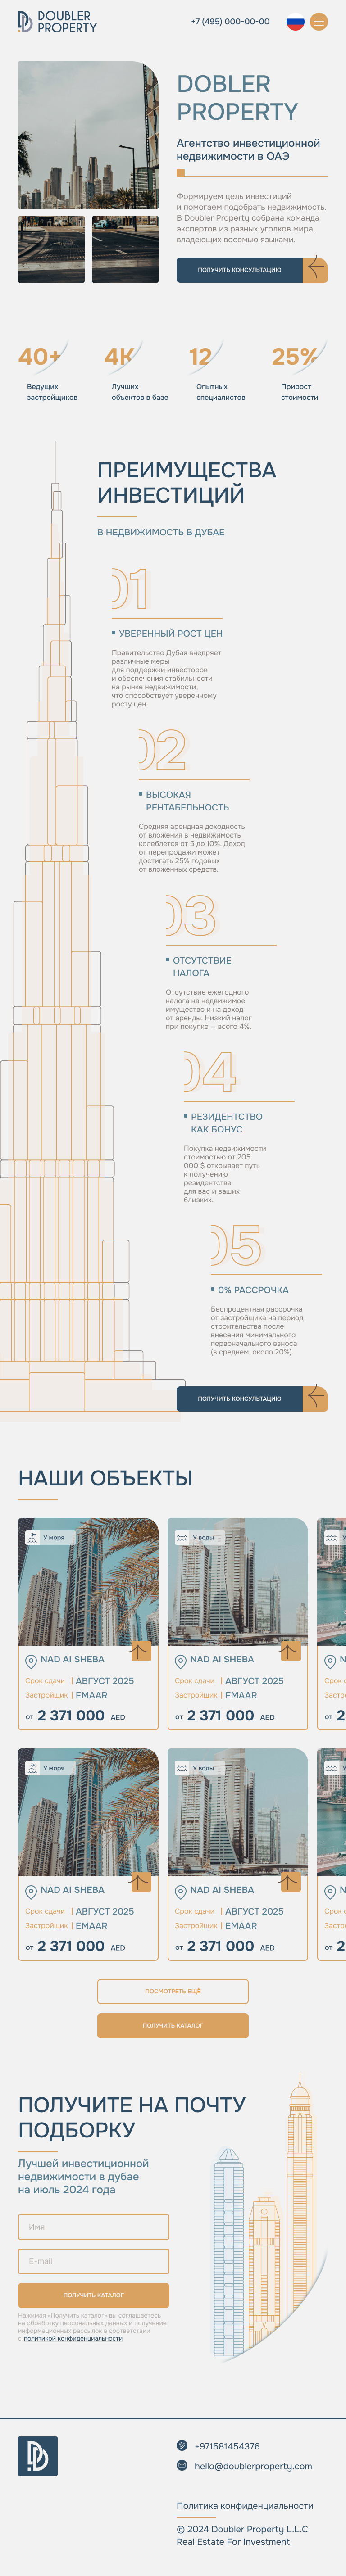 DOUBLER
PROPERTY
+7 (495) 000-00-00
DOBLER
PROPERTY
Агентство инвестиционной
недвижимости в ОАЭ
Формируем цель инвестиций
и помогаем подобрать недвижимость.
В Doubler Property собрана команда
экспертов из разных уголков мира,
владеющих восемью языками.
ПОЛУЧИТЬ КОНСУЛЬТАЦИЮ
40+
Ведущих
застройщиков
4K
Лучших
объектов в базе
12
Опытных
специалистов
25%
Прирост
стоимости
ПРЕИМУЩЕСТВА
ИНВЕСТИЦИЙ
В НЕДВИЖИМОСТЬ В ДУБАЕ
01
УВЕРЕННЫЙ РОСТ ЦЕН
Правительство Дубая внедряет
различные меры
для поддержки инвесторов
и обеспечения стабильности
на рынке недвижимости,
что способствует уверенному
росту цен.
02
ВЫСОКАЯ
РЕНТАБЕЛЬНОСТЬ
Средняя арендная доходность
от вложения в недвижимость
колеблется от 5 до 10%. Доход
от перепродажи может
достигать 25% годовых
от вложенных средств.
03
ОТСУТСТВИЕ
НАЛОГА
Отсутствие ежегодного
налога на недвижимое
имущество и на доход
от аренды. Низкий налог
при покупке — всего 4%.
04
РЕЗИДЕНТСТВО
КАК БОНУС
Покупка недвижимости
стоимостью от 205
000 $ открывает путь
к получению
резидентства
для вас и ваших
близких.
05
0% РАССРОЧКА
Беспроцентная рассрочка
от застройщика на период
строительства после
внесения минимального
первоначального взноса
(в среднем, около 20%).
ПОЛУЧИТЬ КОНСУЛЬТАЦИЮ
НАШИ ОБЪЕКТЫ
У моря
NAD Al SHEBA
Срок сдачи | АВГУСТ 2025
Застройщик | EMAAR
от 2 371 000 AED
У воды
NAD Al SHEBA
Срок сдачи | АВГУСТ 2025
Застройщик | EMAAR
от 2 371 000 AED
У моря
NAD Al SHEBA
Срок сдачи | АВГУСТ 2025
Застройщик | EMAAR
от 2 371 000 AED
У воды
NAD Al SHEBA
Срок сдачи | АВГУСТ 2025
Застройщик | EMAAR
от 2 371 000 AED
ПОСМОТРЕТЬ ЕЩЁ
ПОЛУЧИТЬ КАТАЛОГ
ПОЛУЧИТЕ НА ПОЧТУ
ПОДБОРКУ
Лучшей инвестиционной
недвижимости в дубае
на июль 2024 года
Имя
E-mail
ПОЛУЧИТЬ КАТАЛОГ
Нажимая «Получить каталог» вы соглашаетесь
на обработку персональных данных и получение
информационных рассылок в соответствии
с политикой конфиденциальности
+971581454376
hello@doublerproperty.com
Политика конфиденциальности
© 2024 Doubler Property L.L.C
Real Estate For Investment